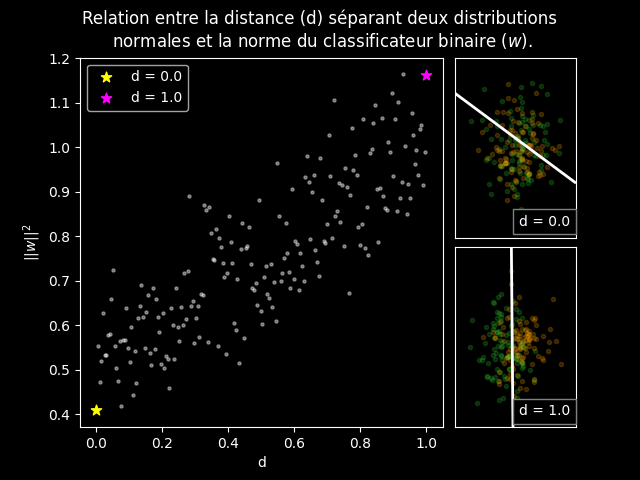 Relation entre la distance (d) séparant deux distributions
normales et la norme du classificateur binaire (w).
1.2
1.1
1.0
0.9
0.8
0.7
0.6
0.5
0.4
||w||²
d = 0.0
d = 1.0
0.0 0.2 0.4 0.6 0.8 1.0
d
d = 0.0
d = 1.0